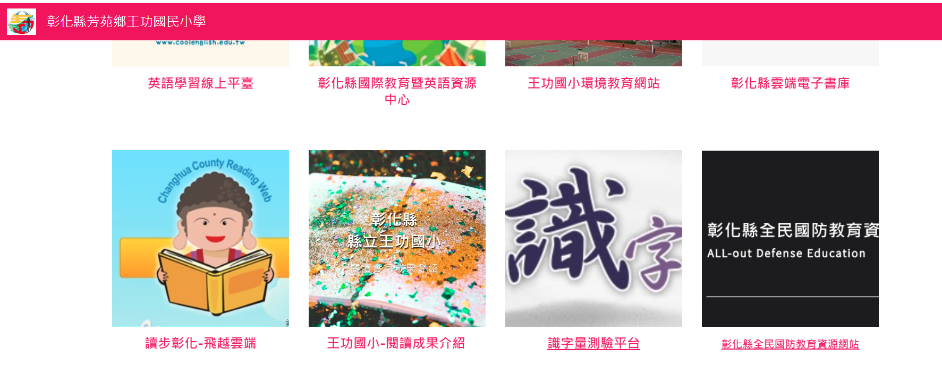 彰化縣芳苑鄉王功國民小學
www.coolenglish.edu.tw
英語學習線上平臺
彰化縣國際教育暨英語資源
中心
王功國小環境教育網站
彰化縣雲端電子書庫
Changhua County Reading Web
彰化縣
縣立王功國小
識字
彰化縣全民國防教育資
ALL-out Defense Education
讀步彰化-飛越雲端
王功國小-閱讀成果介紹
識字量測驗平台
彰化縣全民國防教育資源網站